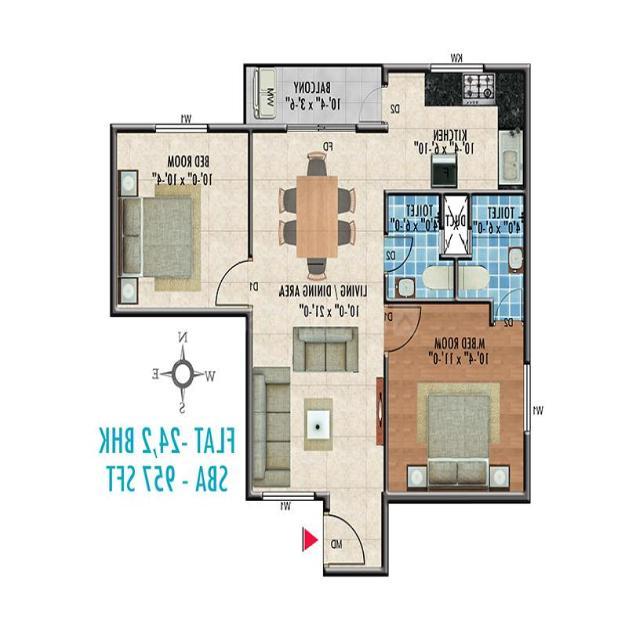 KW
BALCONY
10'-4" x 3'-6"
MW
D2
KITCHEN
10'-4" x 6'-10"
F
W1
FD
BED ROOM
10'-0" x 10'-4"
TOILET
4'0" x 6'-0"
DUCT
TOILET
4'0" x 6'-0"
D2
D1
LIVING / DINING AREA
10'-0" x 21'-0"
D1
D2
M.BED ROOM
10'-4" x 11'-0"
N
E
W
S
W1
FLAT -24,2 BHK
SBA - 957 SFT
W1
MD